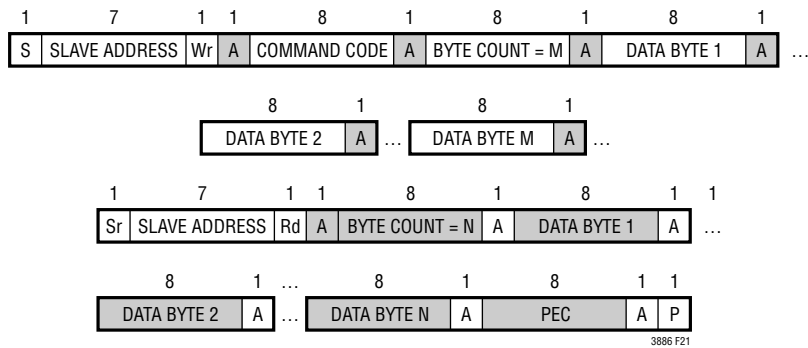 1 7 1 1 8 1 8 1 8 1
S SLAVE ADDRESS Wr A COMMAND CODE A BYTE COUNT = M A DATA BYTE 1 A …
8 1 8 1
DATA BYTE 2 A … DATA BYTE M A …
1 7 1 1 8 1 8 1 1
Sr SLAVE ADDRESS Rd A BYTE COUNT = N A DATA BYTE 1 A …
8 1 … 8 1 8 1 1
DATA BYTE 2 A … DATA BYTE N A PEC A P
3886 F21